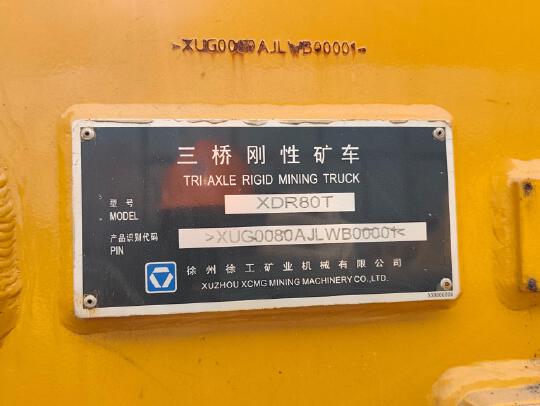 >XUG0080AJLWB00001<
三桥刚性矿车
TRI-AXLE RIGID MINING TRUCK
型号
MODEL
XDR80T
产品识别代码
PIN
>XUG0080AJLWB00001<
徐州徐工矿业机械有限公司
XUZHOU XCMG MINING MACHINERY CO.,LTD.